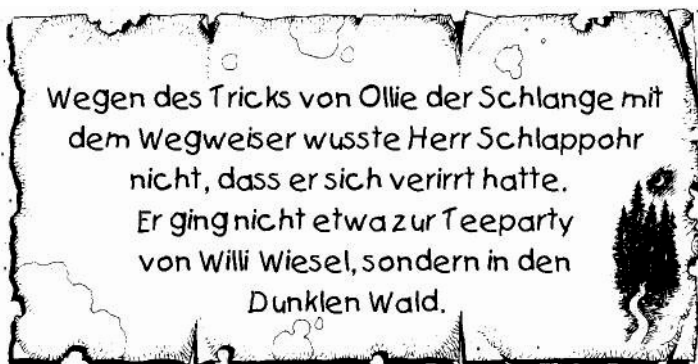 Wegen des Tricks von Ollie der Schlange mit
dem Wegweiser wusste Herr Schlappohr
nicht, dass er sich verirrt hatte.
Er ging nicht etwa zur Teeparty
von Willi Wiesel, sondern in den
Dunklen Wald.